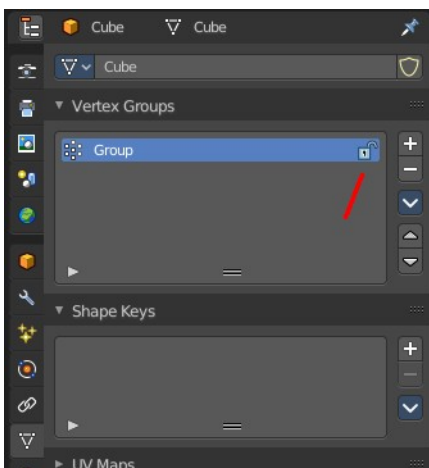 Cube Cube
Cube
Vertex Groups
Group
Shape Keys
UV Maps